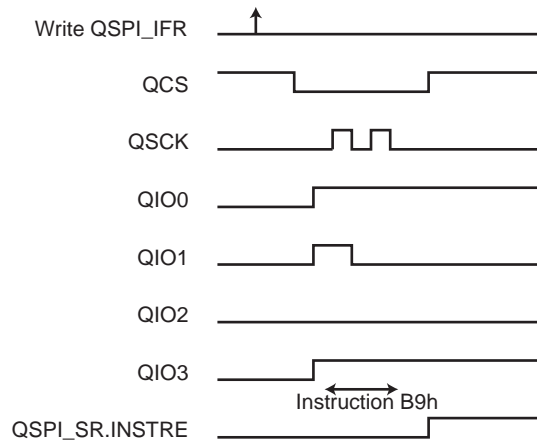 Write QSPI_IFR
QCS
QSCK
QIO0
QIO1
QIO2
QIO3
Instruction B9h
QSPI_SR.INSTRE